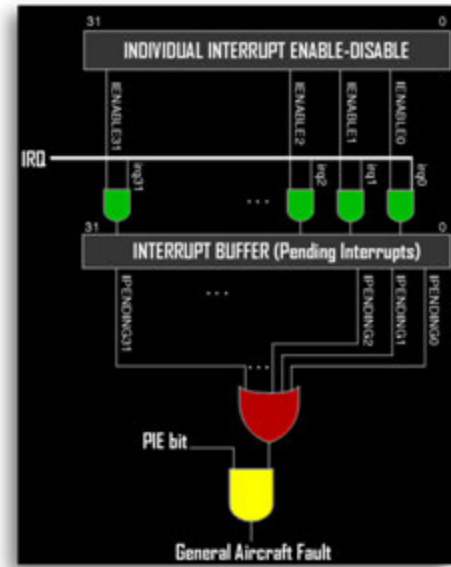 31 0
INDIVIDUAL INTERRUPT ENABLE-DISABLE
IENABLE31 IENABLE2 IENABLE1 IENABLE0
IRQ
irq31 irq2 irq1 irq0
...
31 0
INTERRUPT BUFFER (Pending Interrupts)
IPENDING31 IPENDING2 IPENDING1 IPENDING0
...
...
PIE bit
General Aircraft Fault